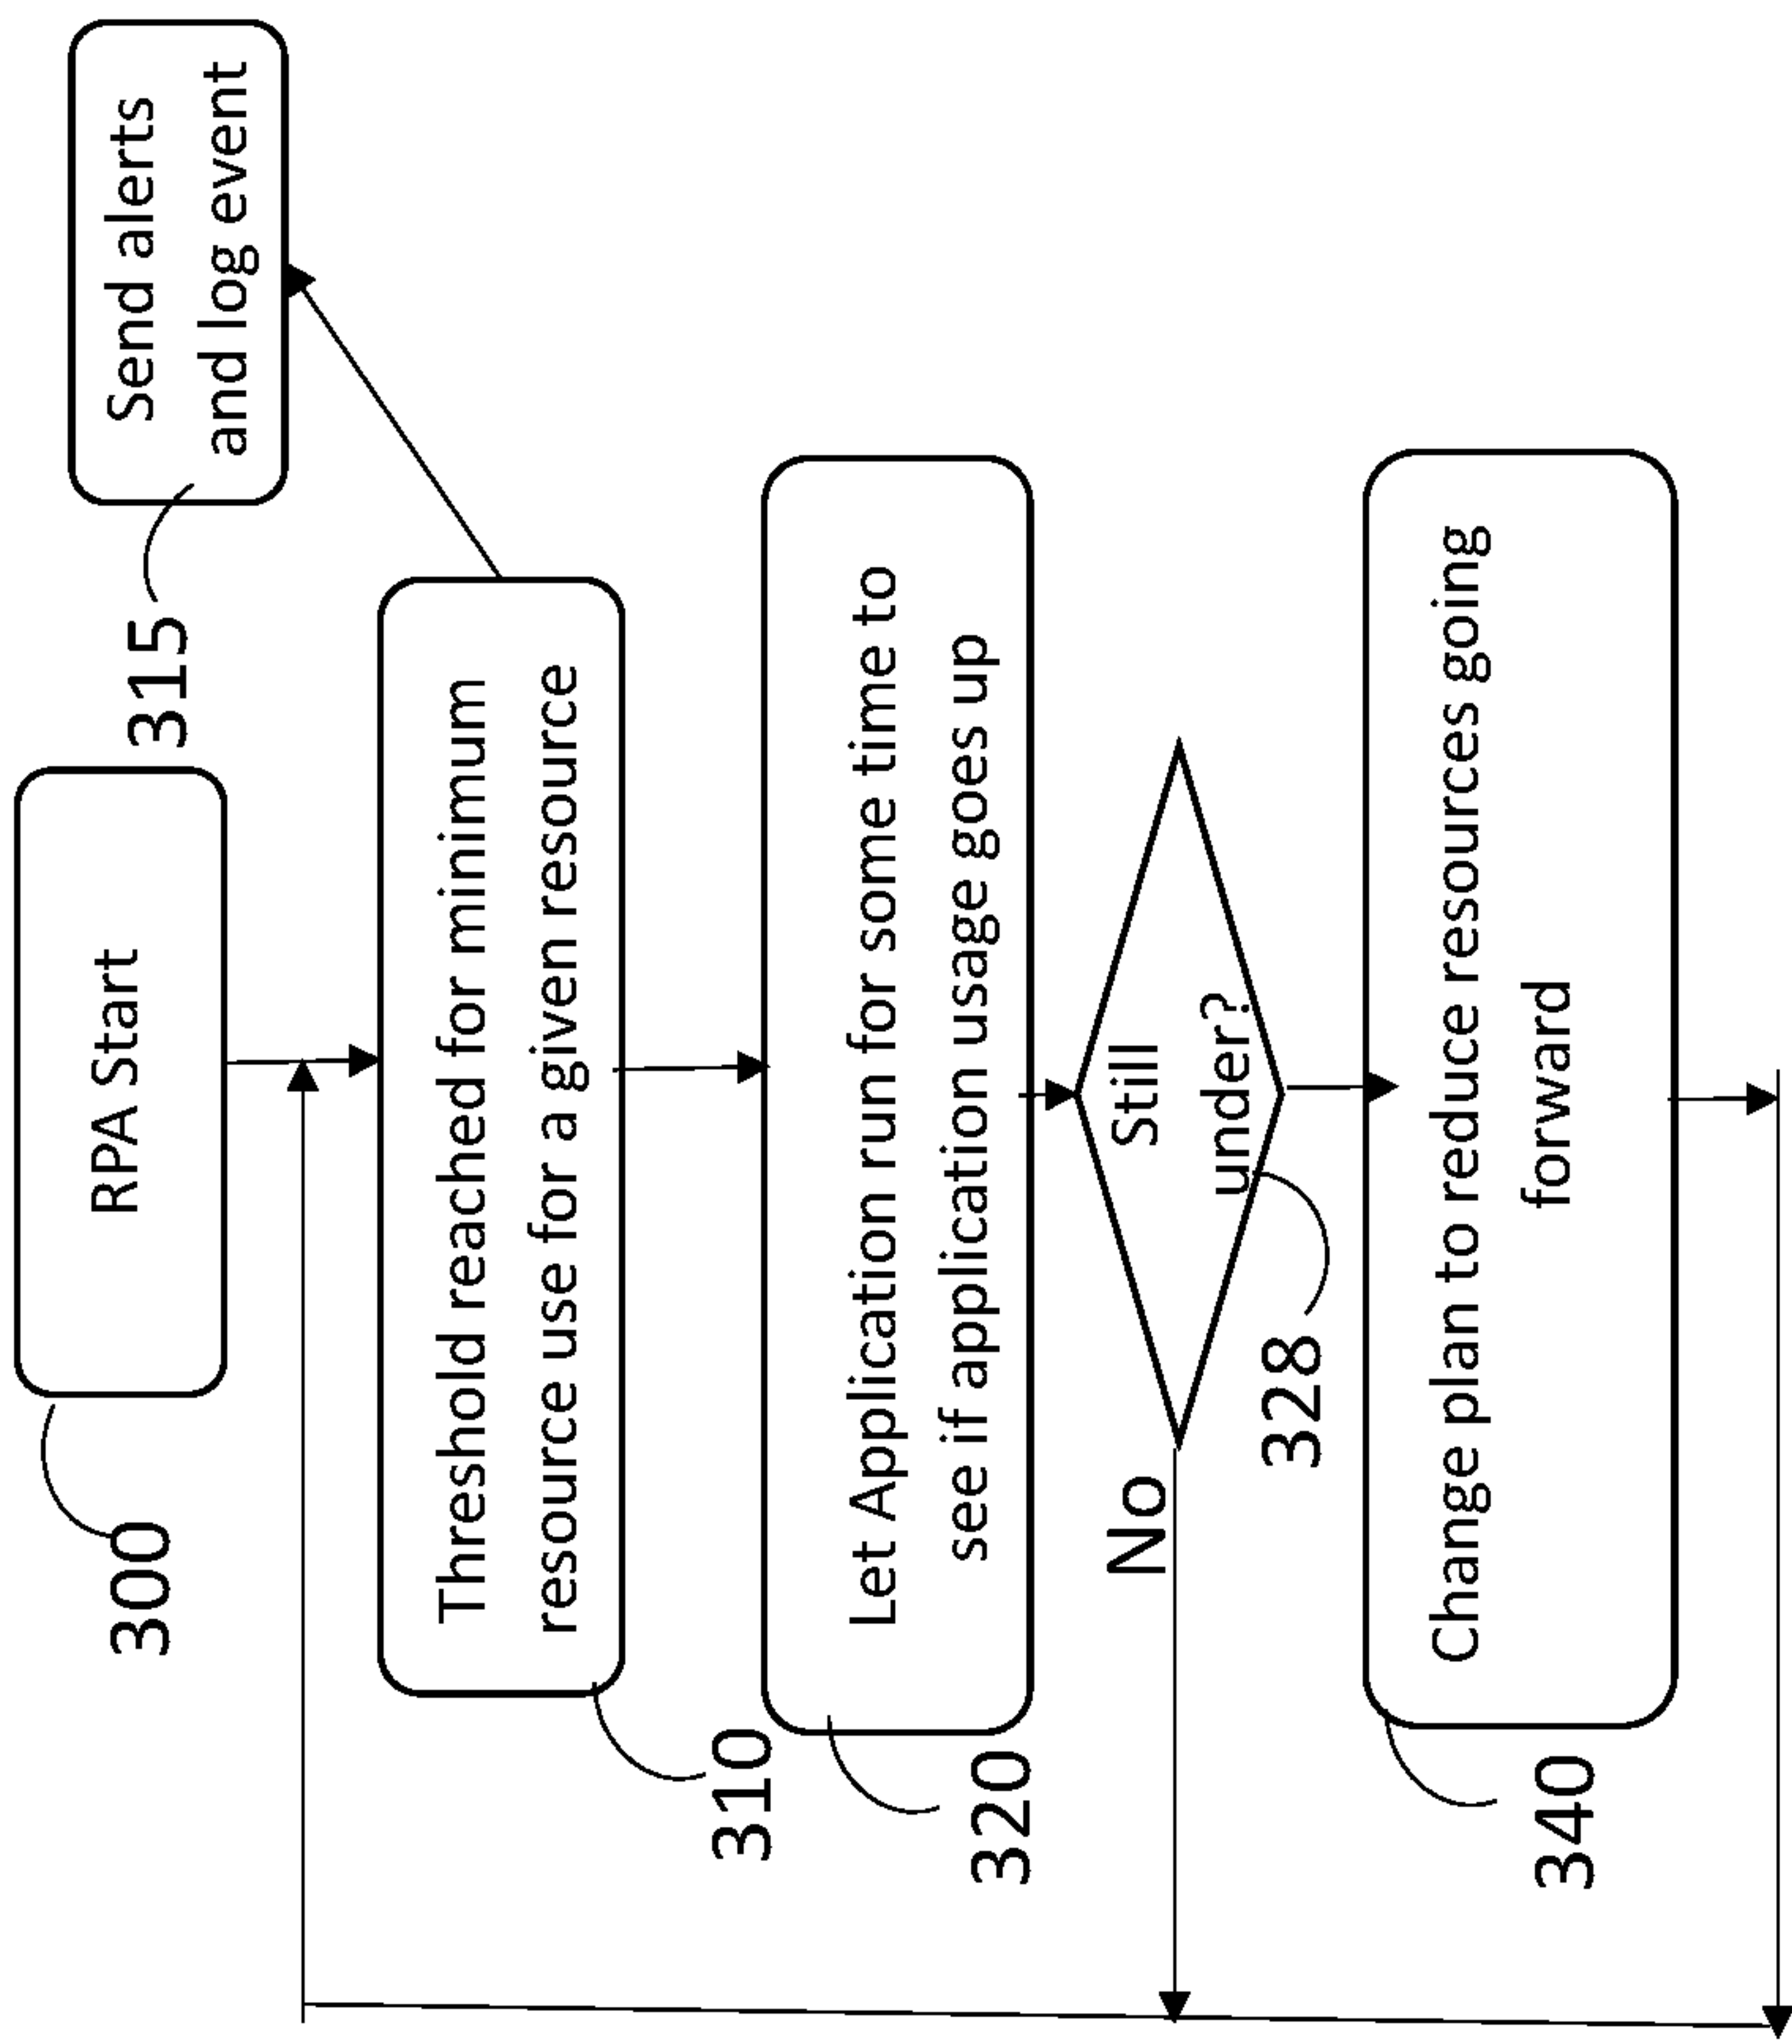 300
RPA Start
315
Send alerts
and log event
310
Threshold reached for minimum
resource use for a given resource
320
Let Application run for some time to
see if application usage goes up
No
Still
under?
328
340
Change plan to reduce resources going
forward